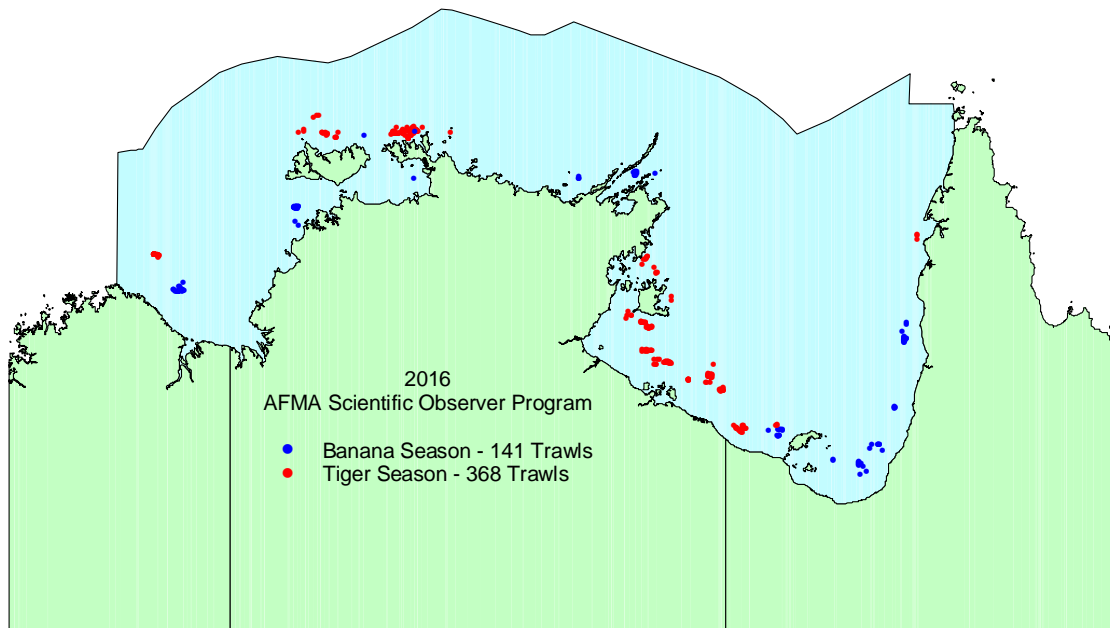 2016
AFMA Scientific Observer Program
Banana Season - 141 Trawls
Tiger Season - 368 Trawls